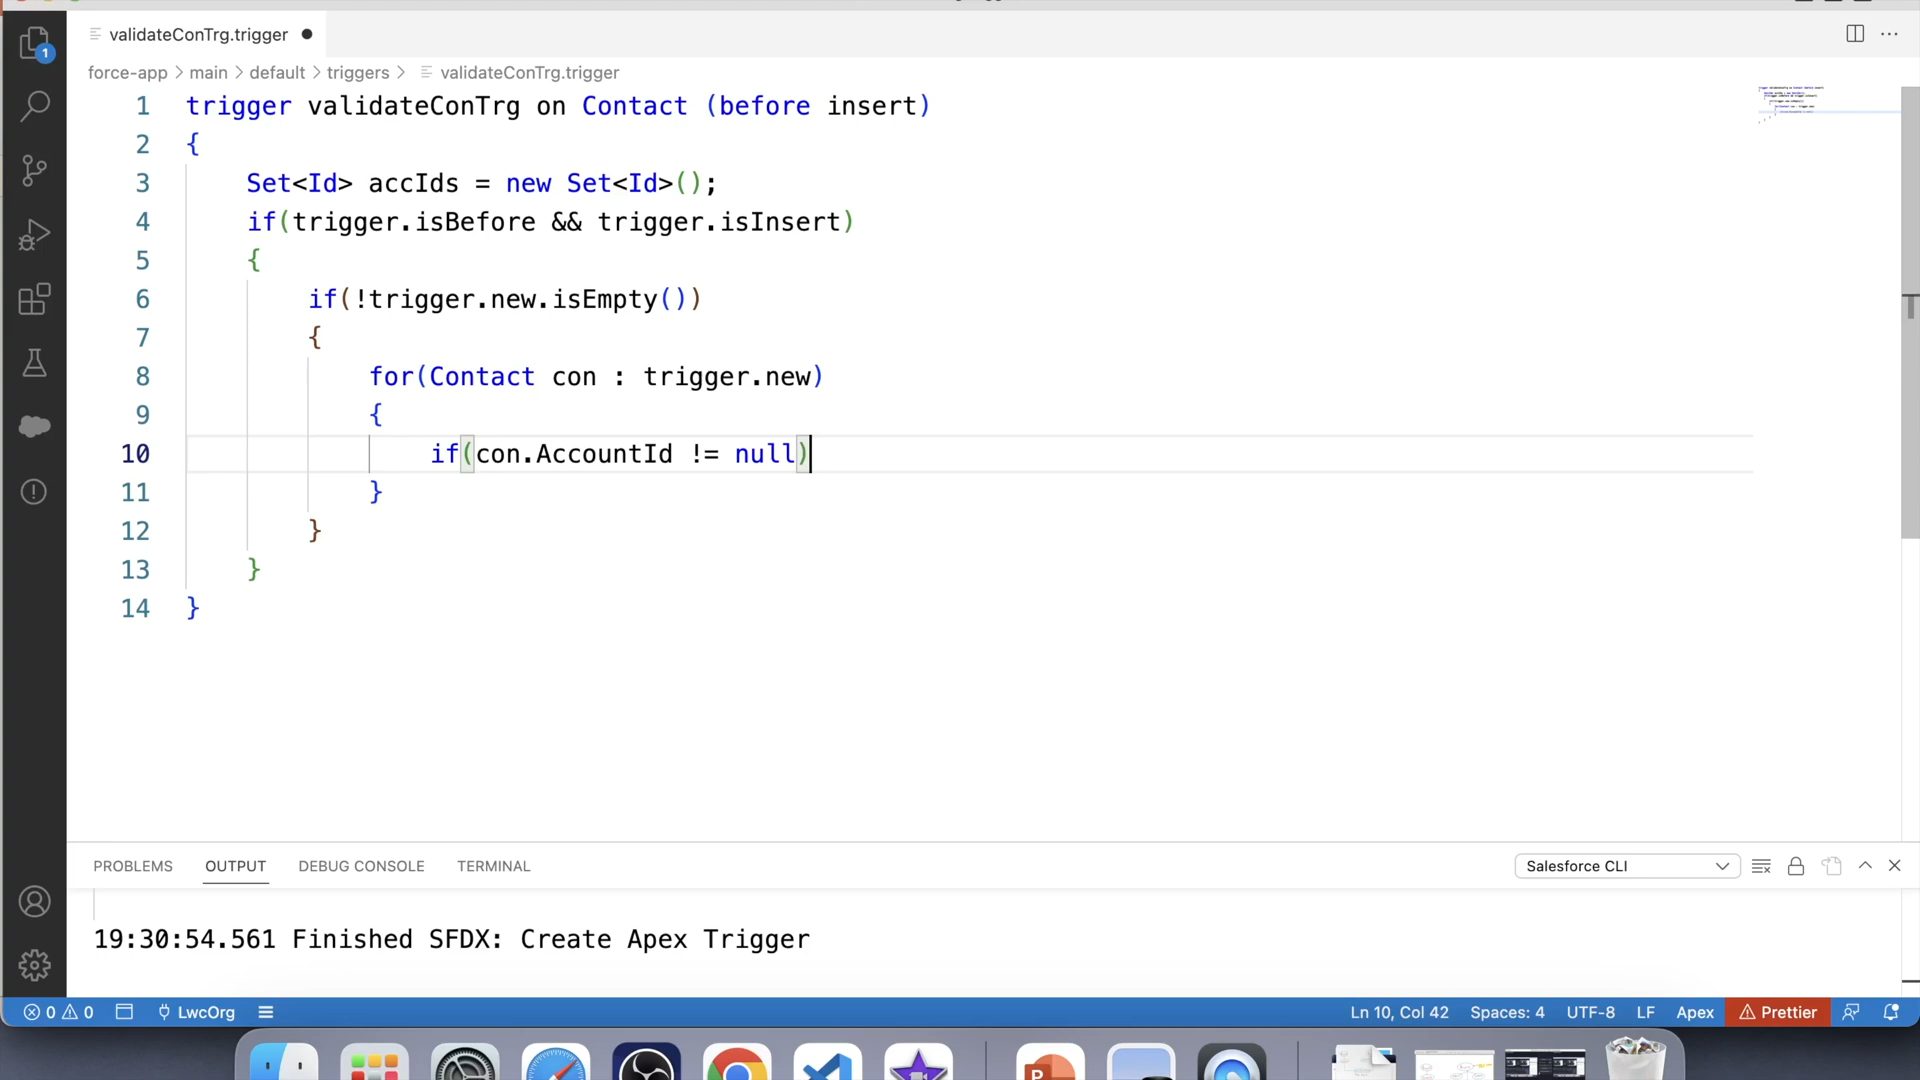 validateConTrg.trigger
force-app > main > default > triggers > validateConTrg.trigger
1 trigger validateConTrg on Contact (before insert)
2 {
3 Set<Id> accIds = new Set<Id>();
4 if(trigger.isBefore && trigger.isInsert)
5 {
6 if(!trigger.new.isEmpty())
7 {
8 for(Contact con : trigger.new)
9 {
10 if(con.AccountId != null)
11 }
12 }
13 }
14 }
1
PROBLEMS OUTPUT DEBUG CONSOLE TERMINAL Salesforce CLI
19:30:54.561 Finished SFDX: Create Apex Trigger
0 0 LwcOrg Ln 10, Col 42 Spaces: 4 UTF-8 LF Apex Prettier
P